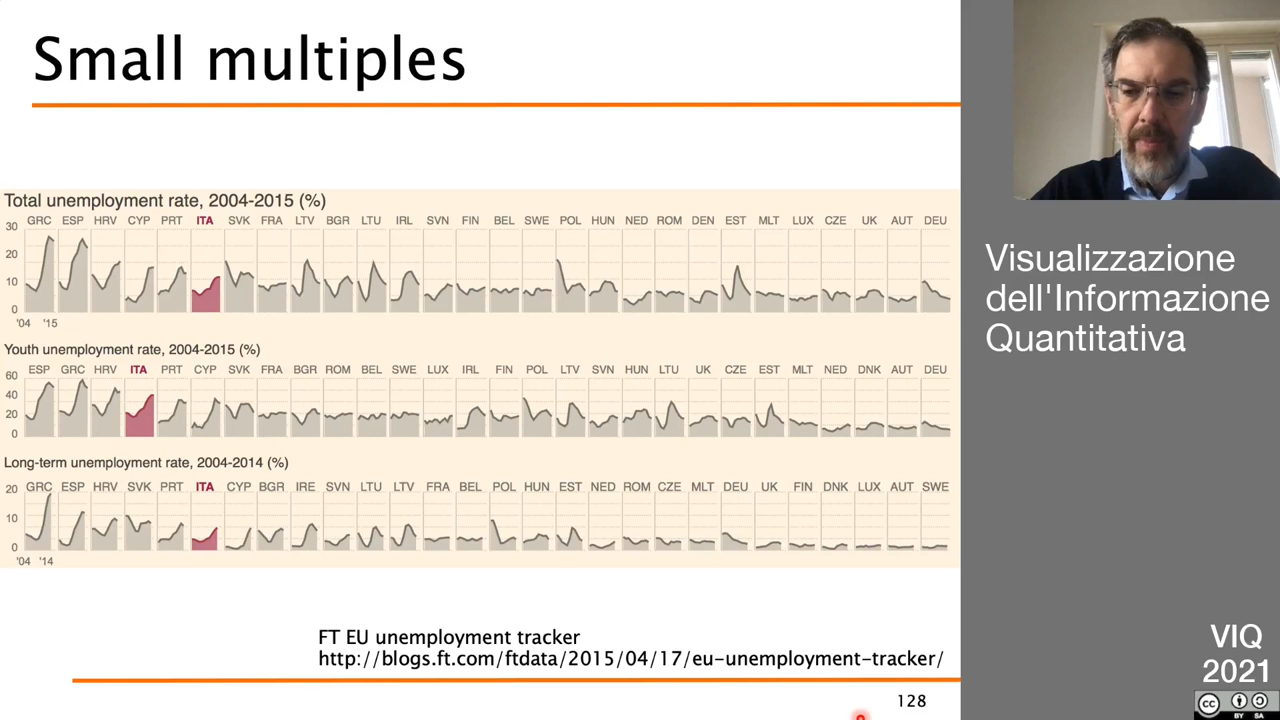 Small multiples
Total unemployment rate, 2004-2015 (%)
GRC ESP HRV CYP PRT ITA SVK FRA LTV BGR LTU IRL SVN FIN BEL SWE POL HUN NED ROM DEN EST MLT LUX CZE UK AUT DEU
30
20
10
0
'04 '15
Youth unemployment rate, 2004-2015 (%)
ESP GRC HRV ITA PRT CYP SVK FRA BGR ROM BEL SWE LUX IRL FIN POL LTV SVN HUN LTU UK CZE EST MLT NED DNK AUT DEU
60
40
20
0
Long-term unemployment rate, 2004-2014 (%)
GRC ESP HRV SVK PRT ITA CYP BGR IRE SVN LTU LTV FRA BEL POL HUN EST NED ROM CZE MLT DEU UK FIN DNK LUX AUT SWE
20
10
0
'04 '14
FT EU unemployment tracker
http://blogs.ft.com/ftdata/2015/04/17/eu-unemployment-tracker/
128
Visualizzazione
dell'Informazione
Quantitativa
VIQ
2021
cc
BY SA